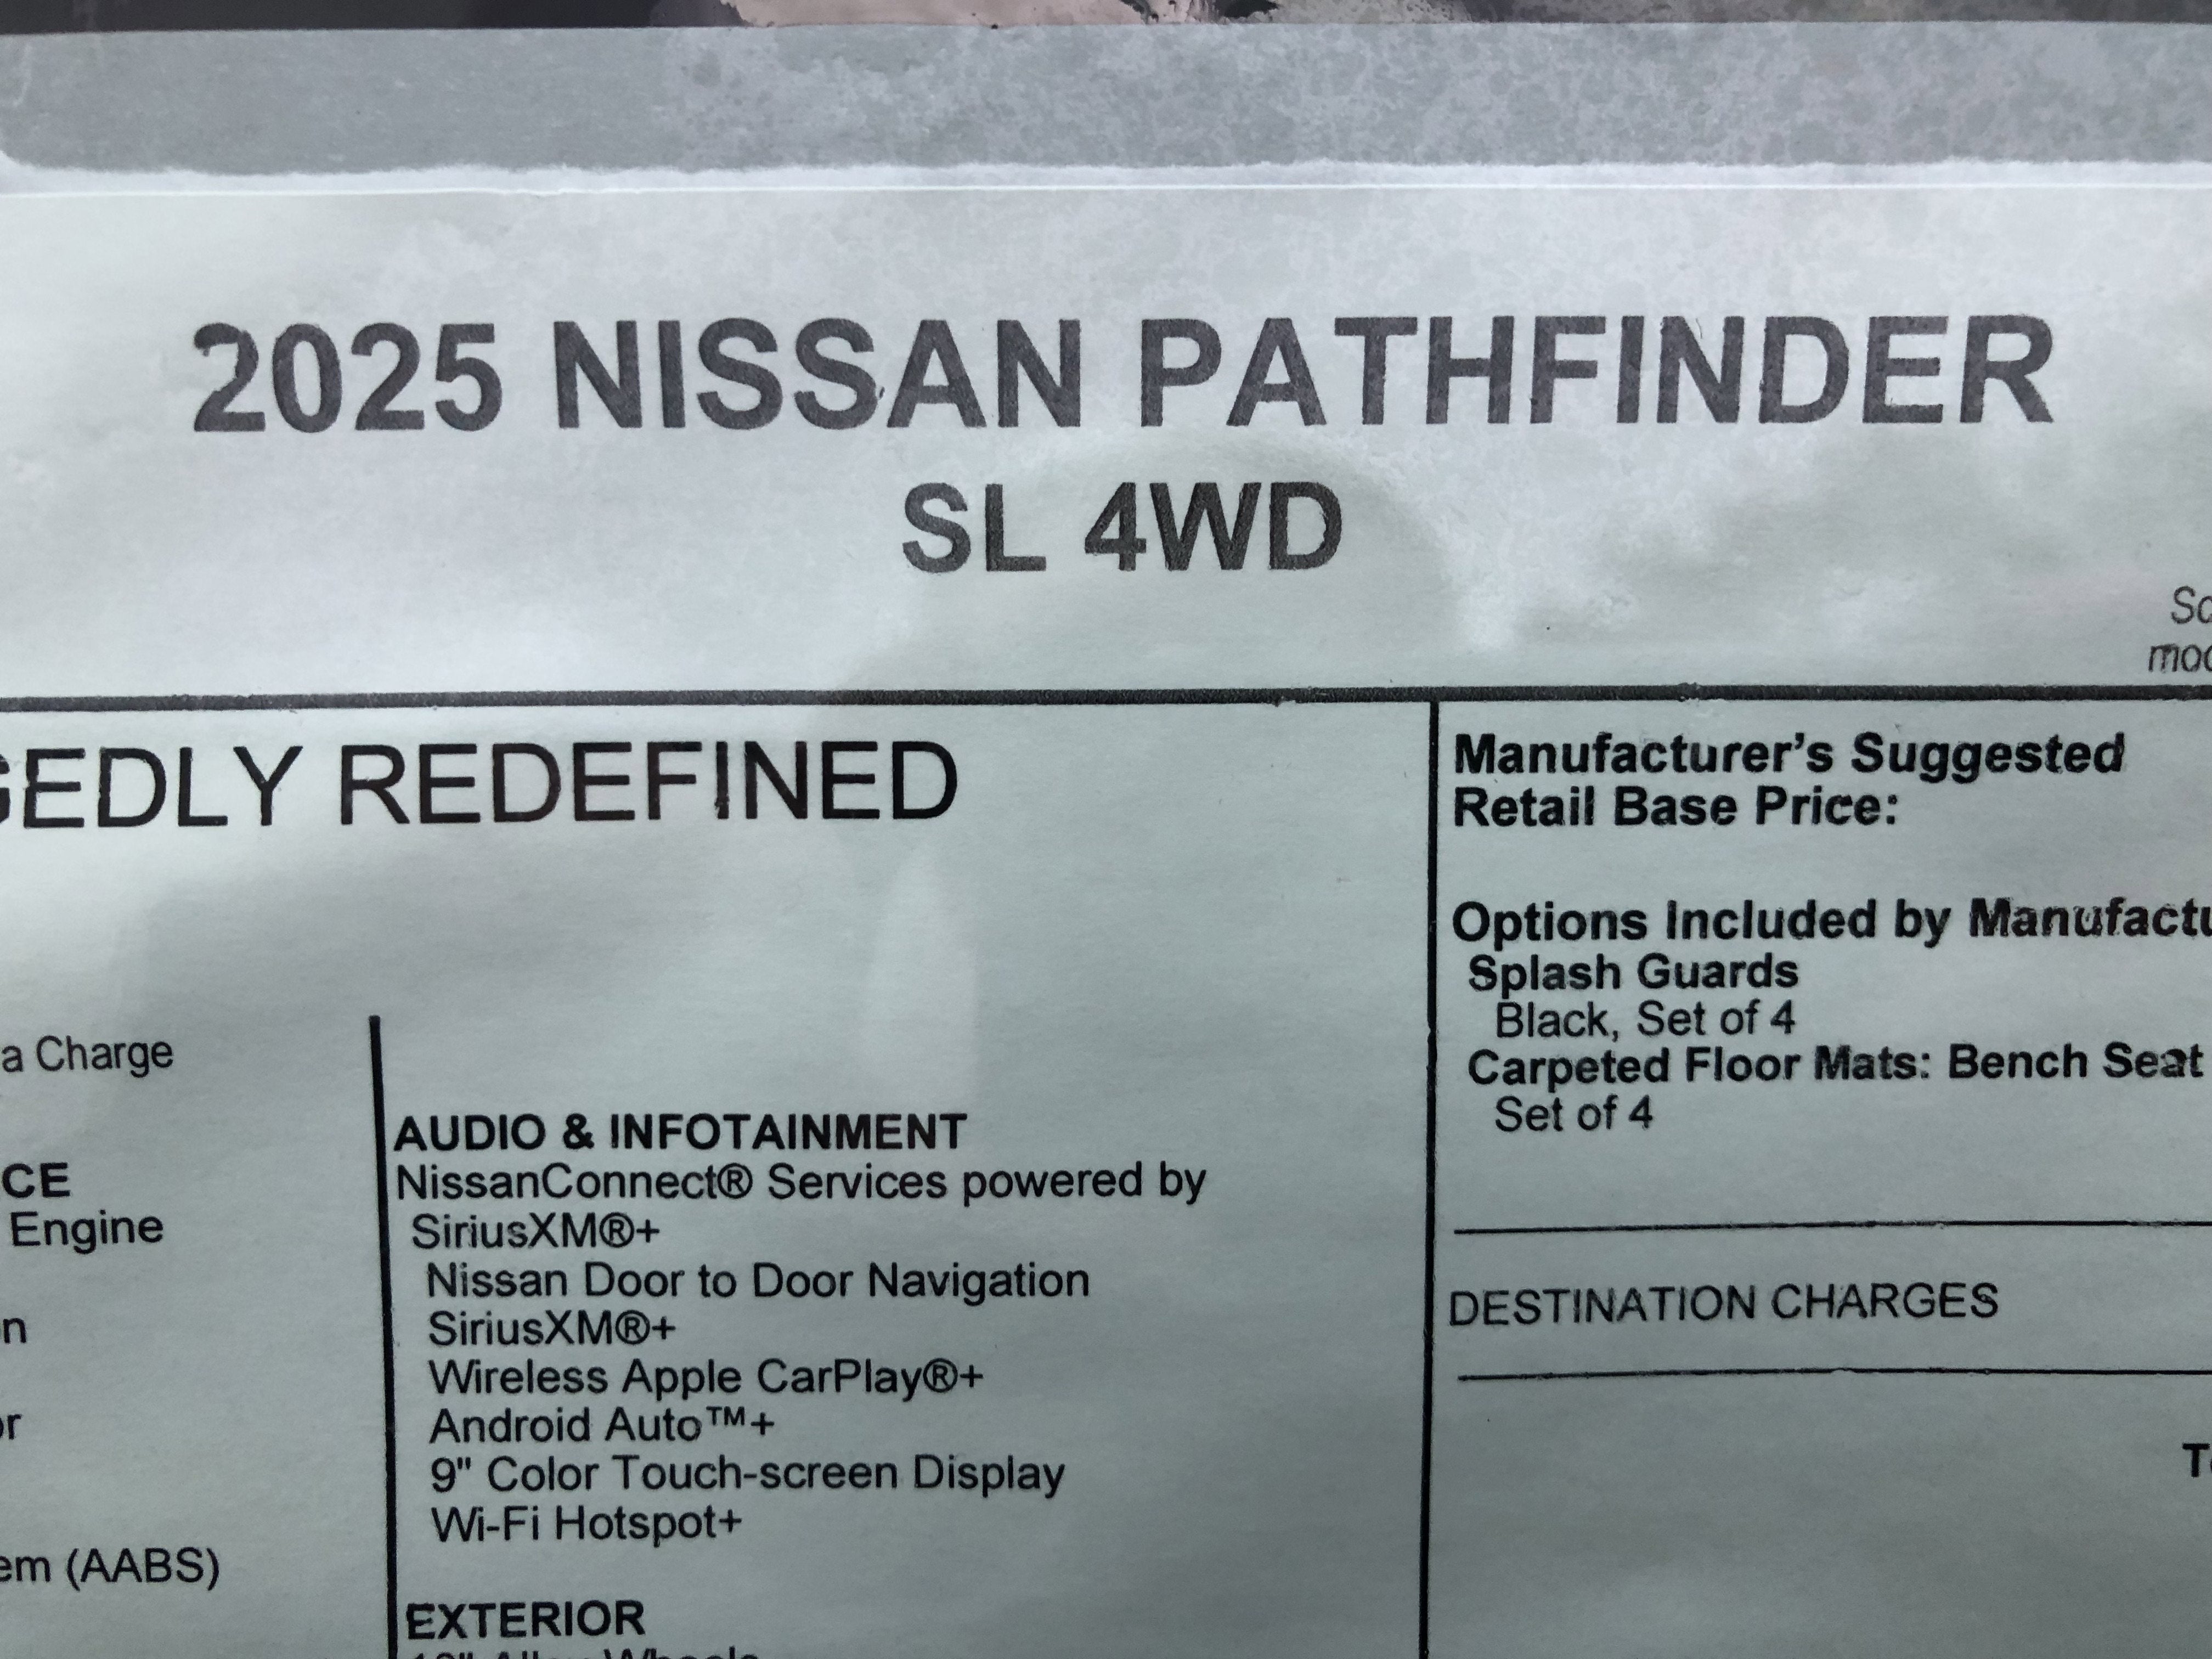 2025 NISSAN PATHFINDER
SL 4WD
GEDLY REDEFINED
a Charge
CE
Engine
n
or
em (AABS)
AUDIO & INFOTAINMENT
NissanConnect® Services powered by
SiriusXM®+
Nissan Door to Door Navigation
SiriusXM®+
Wireless Apple CarPlay®+
Android Auto™+
9" Color Touch-screen Display
Wi-Fi Hotspot+
EXTERIOR
Manufacturer's Suggested
Retail Base Price:
Options Included by Manufactu
Splash Guards
Black, Set of 4
Carpeted Floor Mats: Bench Seat
Set of 4
DESTINATION CHARGES